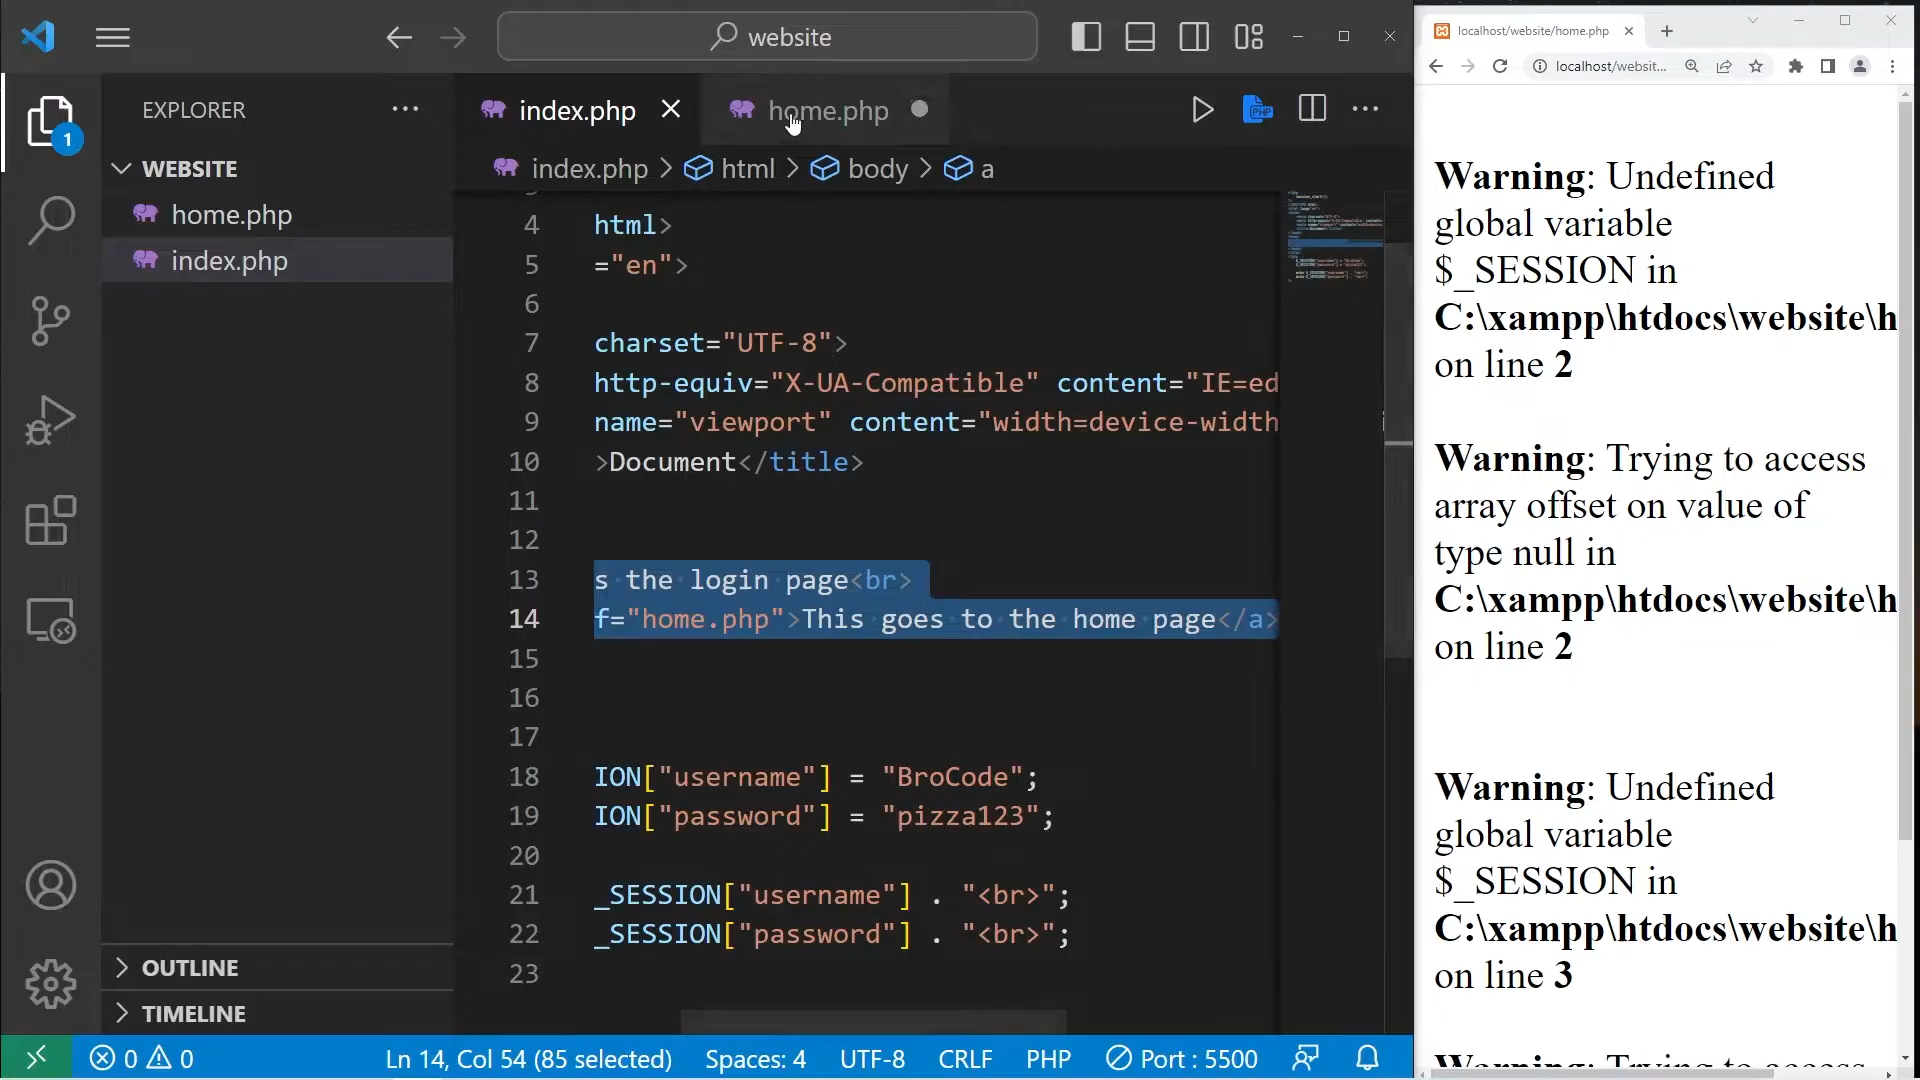 website
EXPLORER
WEBSITE
home.php
index.php
1
OUTLINE
TIMELINE
index.php
home.php
index.php > html > body > a
4 html>
5 ="en">
6
7 charset="UTF-8">
8 http-equiv="X-UA-Compatible" content="IE=ed
9 name="viewport" content="width=device-width
10 >Document</title>
11
12
13 s the login page<br>
14 f="home.php">This goes to the home page</a>
15
16
17
18 ION["username"] = "BroCode";
19 ION["password"] = "pizza123";
20
21 _SESSION["username"] . "<br>";
22 _SESSION["password"] . "<br>";
23
0 0 Ln 14, Col 54 (85 selected) Spaces: 4 UTF-8 CRLF PHP Port : 5500
localhost/website/home.php
localhost/websit...
Warning: Undefined
global variable
$_SESSION in
C:\xampp\htdocs\website\h
on line 2
Warning: Trying to access
array offset on value of
type null in
C:\xampp\htdocs\website\h
on line 2
Warning: Undefined
global variable
$_SESSION in
C:\xampp\htdocs\website\h
on line 3
Warning: Trying to access